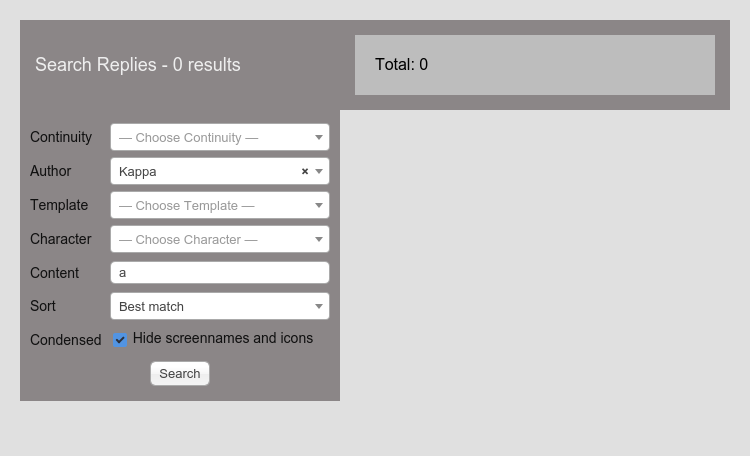 Search Replies - 0 results
Total: 0
Continuity — Choose Continuity —
Author Kappa ×
Template — Choose Template —
Character — Choose Character —
Content a
Sort Best match
Condensed Hide screennames and icons
Search